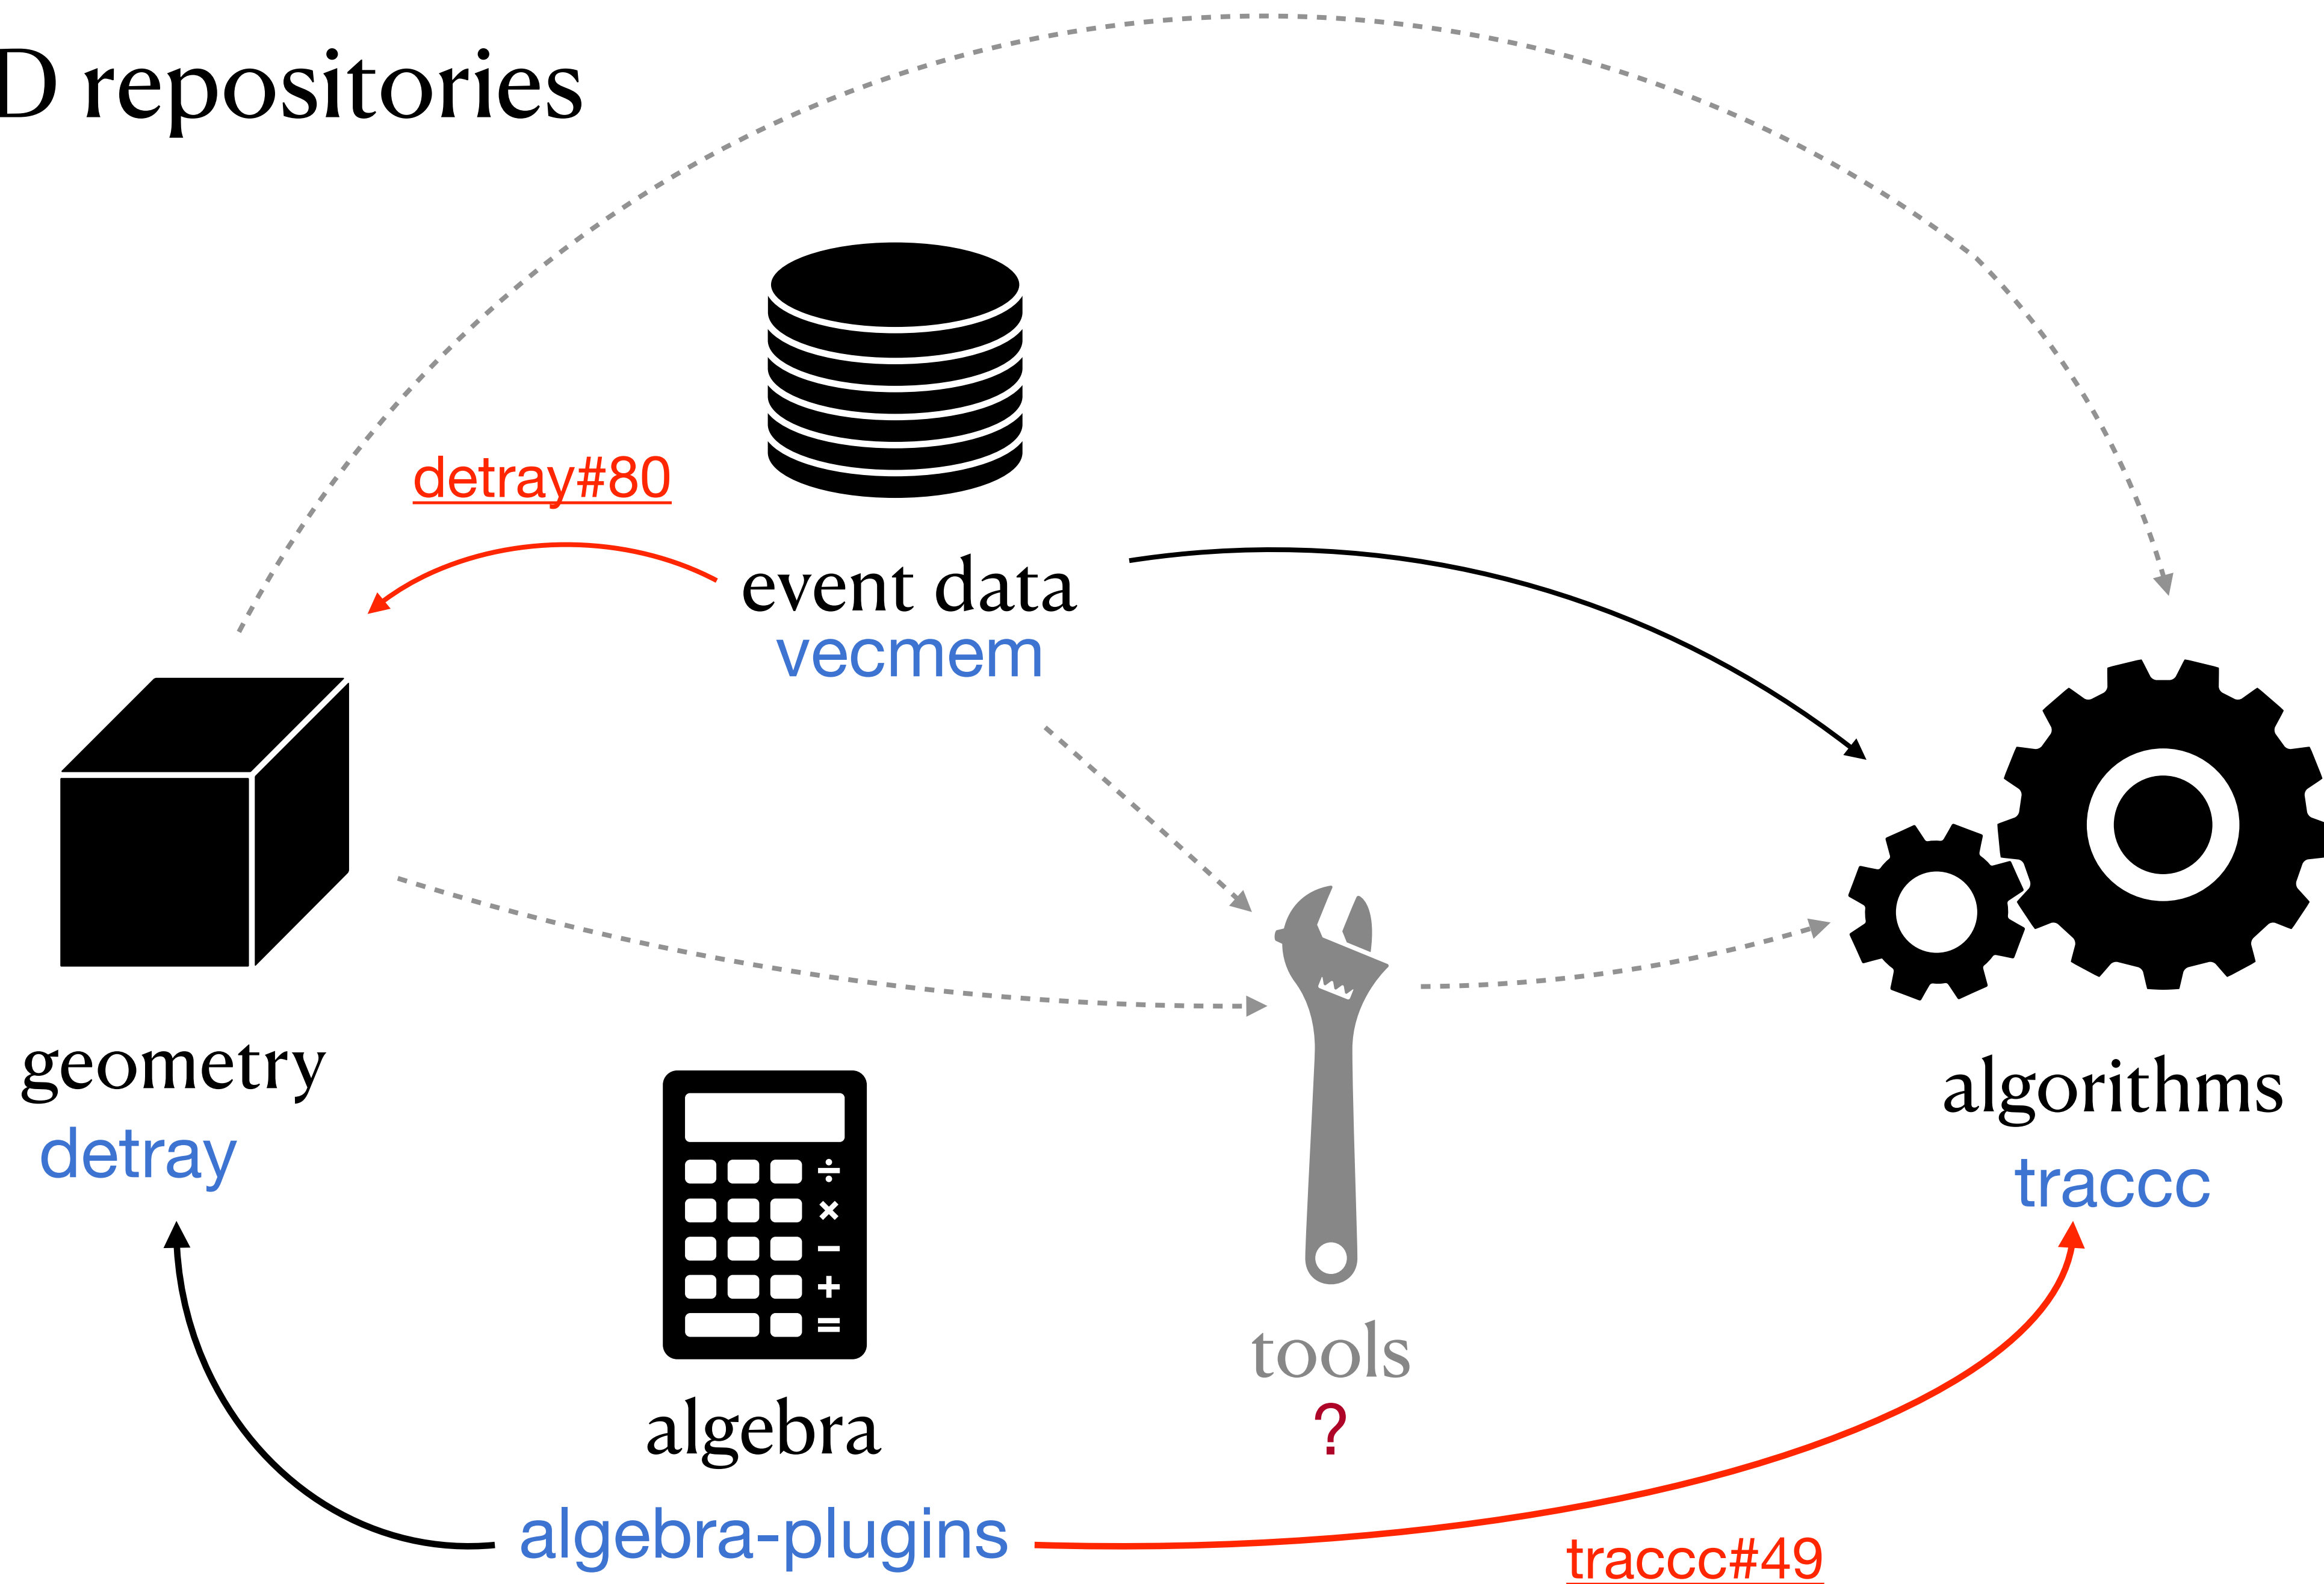 D repositories
detray#80
event data
vecmem
geometry
detray
algorithms
traccc
tools
?
algebra
algebra-plugins
traccc#49